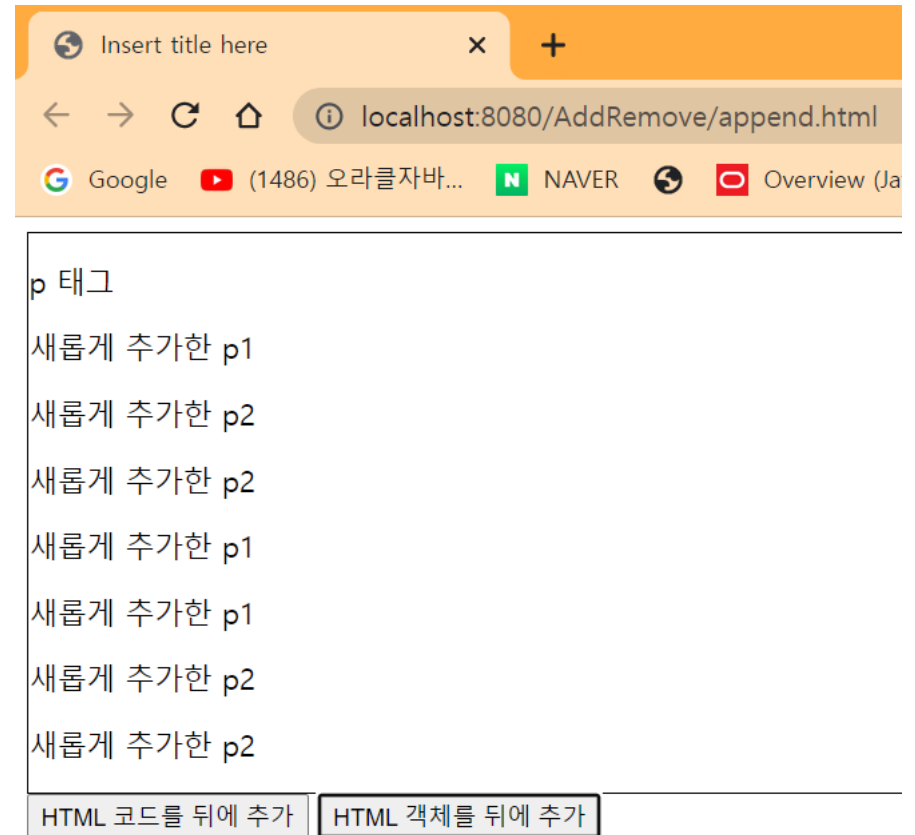 Insert title here
localhost:8080/AddRemove/append.html
Google (1486) 오라클자바... NAVER Overview (Ja
p 태그
새롭게 추가한 p1
새롭게 추가한 p2
새롭게 추가한 p2
새롭게 추가한 p1
새롭게 추가한 p1
새롭게 추가한 p2
새롭게 추가한 p2
HTML 코드를 뒤에 추가 HTML 객체를 뒤에 추가